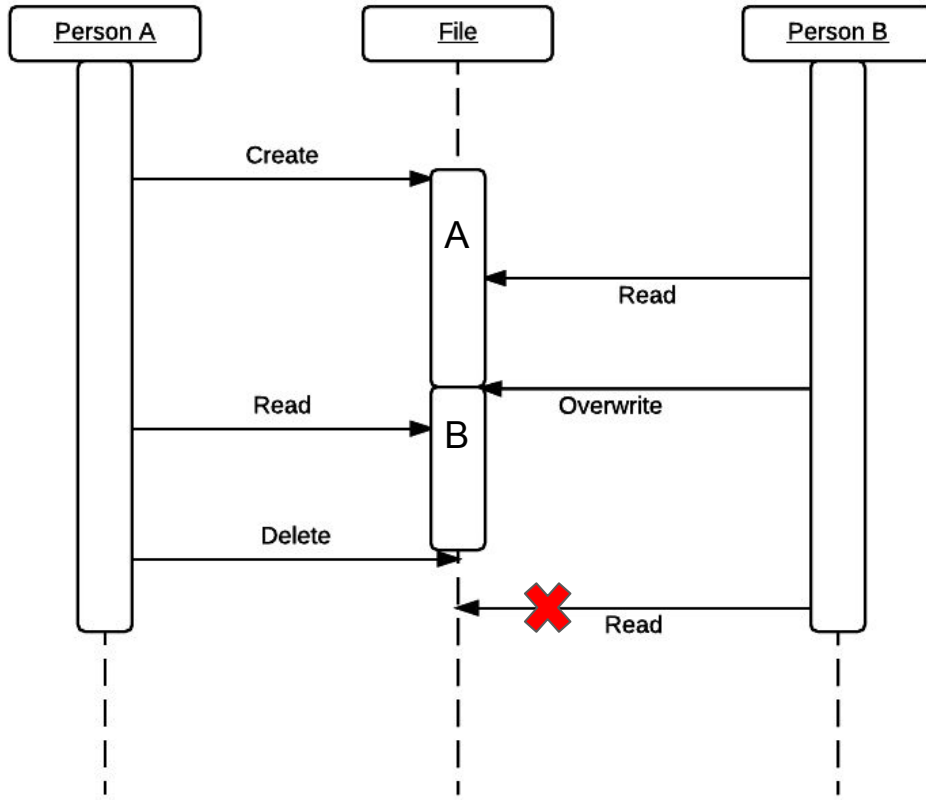 Person A
File
Person B
Create
A
Read
Read
Overwrite
B
Delete
Read